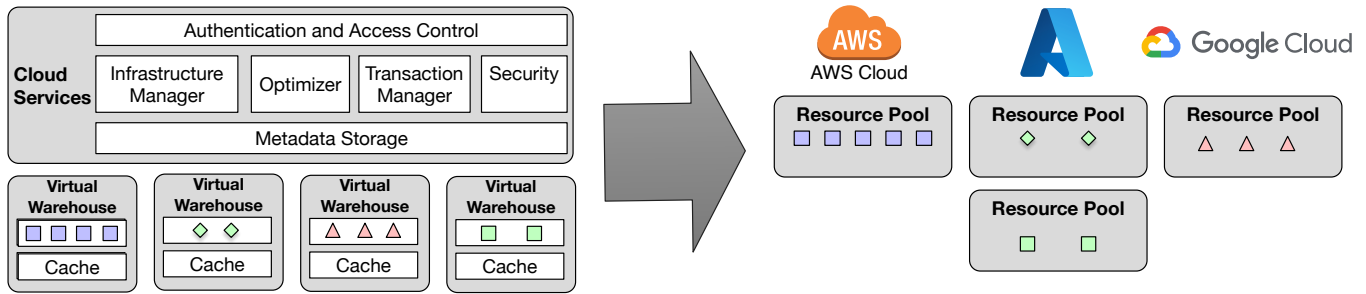 Authentication and Access Control
Cloud
Services
Infrastructure
Manager
Optimizer
Transaction
Manager
Security
Metadata Storage
Virtual
Warehouse
Cache
Virtual
Warehouse
Cache
Virtual
Warehouse
Cache
Virtual
Warehouse
Cache
AWS
AWS Cloud
Google Cloud
Resource Pool
Resource Pool
Resource Pool
Resource Pool